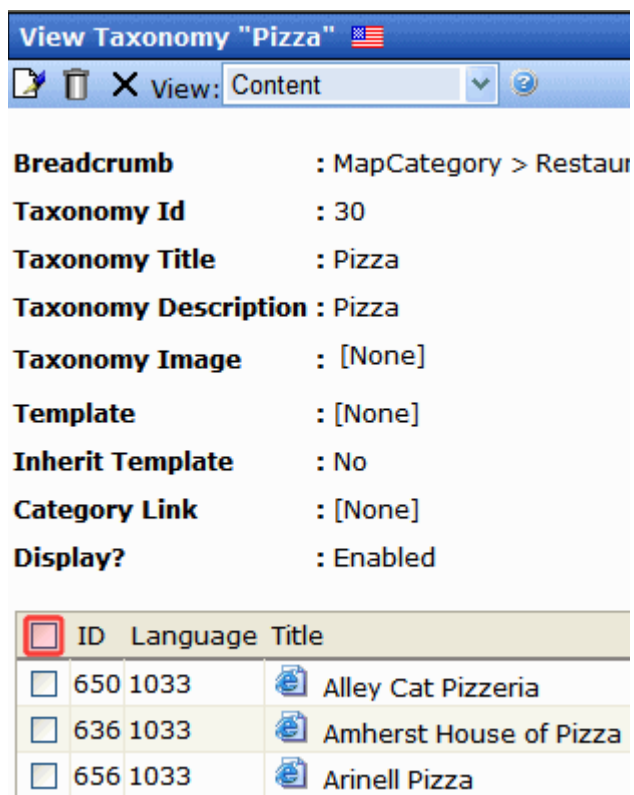 View Taxonomy "Pizza"
View: Content
Breadcrumb : MapCategory > Restaur
Taxonomy Id : 30
Taxonomy Title : Pizza
Taxonomy Description : Pizza
Taxonomy Image : [None]
Template : [None]
Inherit Template : No
Category Link : [None]
Display? : Enabled
ID Language Title
650 1033 Alley Cat Pizzeria
636 1033 Amherst House of Pizza
656 1033 Arinell Pizza